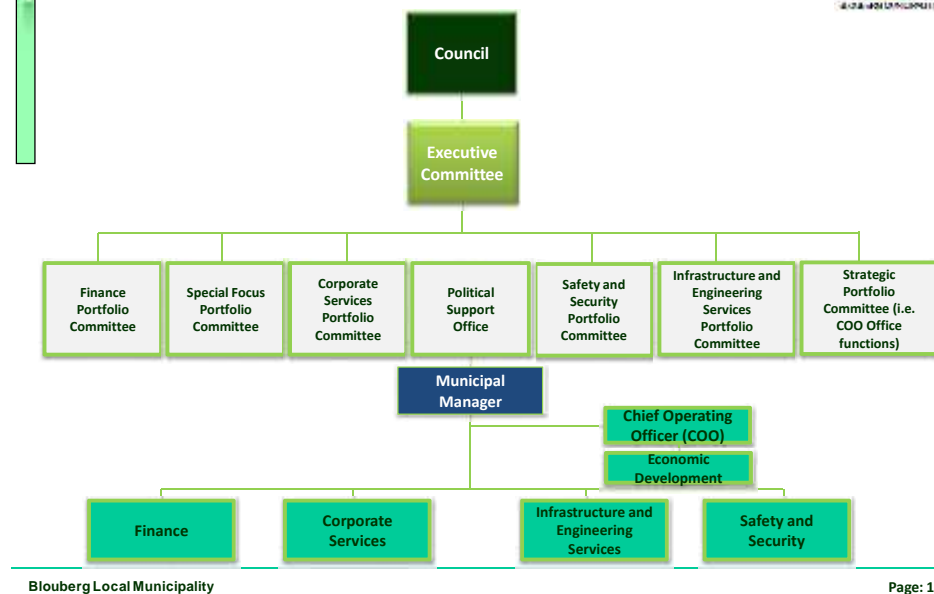 Council
Executive
Committee
Finance
Portfolio
Committee
Special Focus
Portfolio
Committee
Corporate
Services
Portfolio
Committee
Political
Support
Office
Safety and
Security
Portfolio
Committee
Infrastructure and
Engineering
Services
Portfolio
Committee
Strategic
Portfolio
Committee (i.e.
COO Office
functions)
Municipal
Manager
Chief Operating
Officer (COO)
Economic
Development
Finance
Corporate
Services
Infrastructure and
Engineering
Services
Safety and
Security
Blouberg Local Municipality
Page: 1